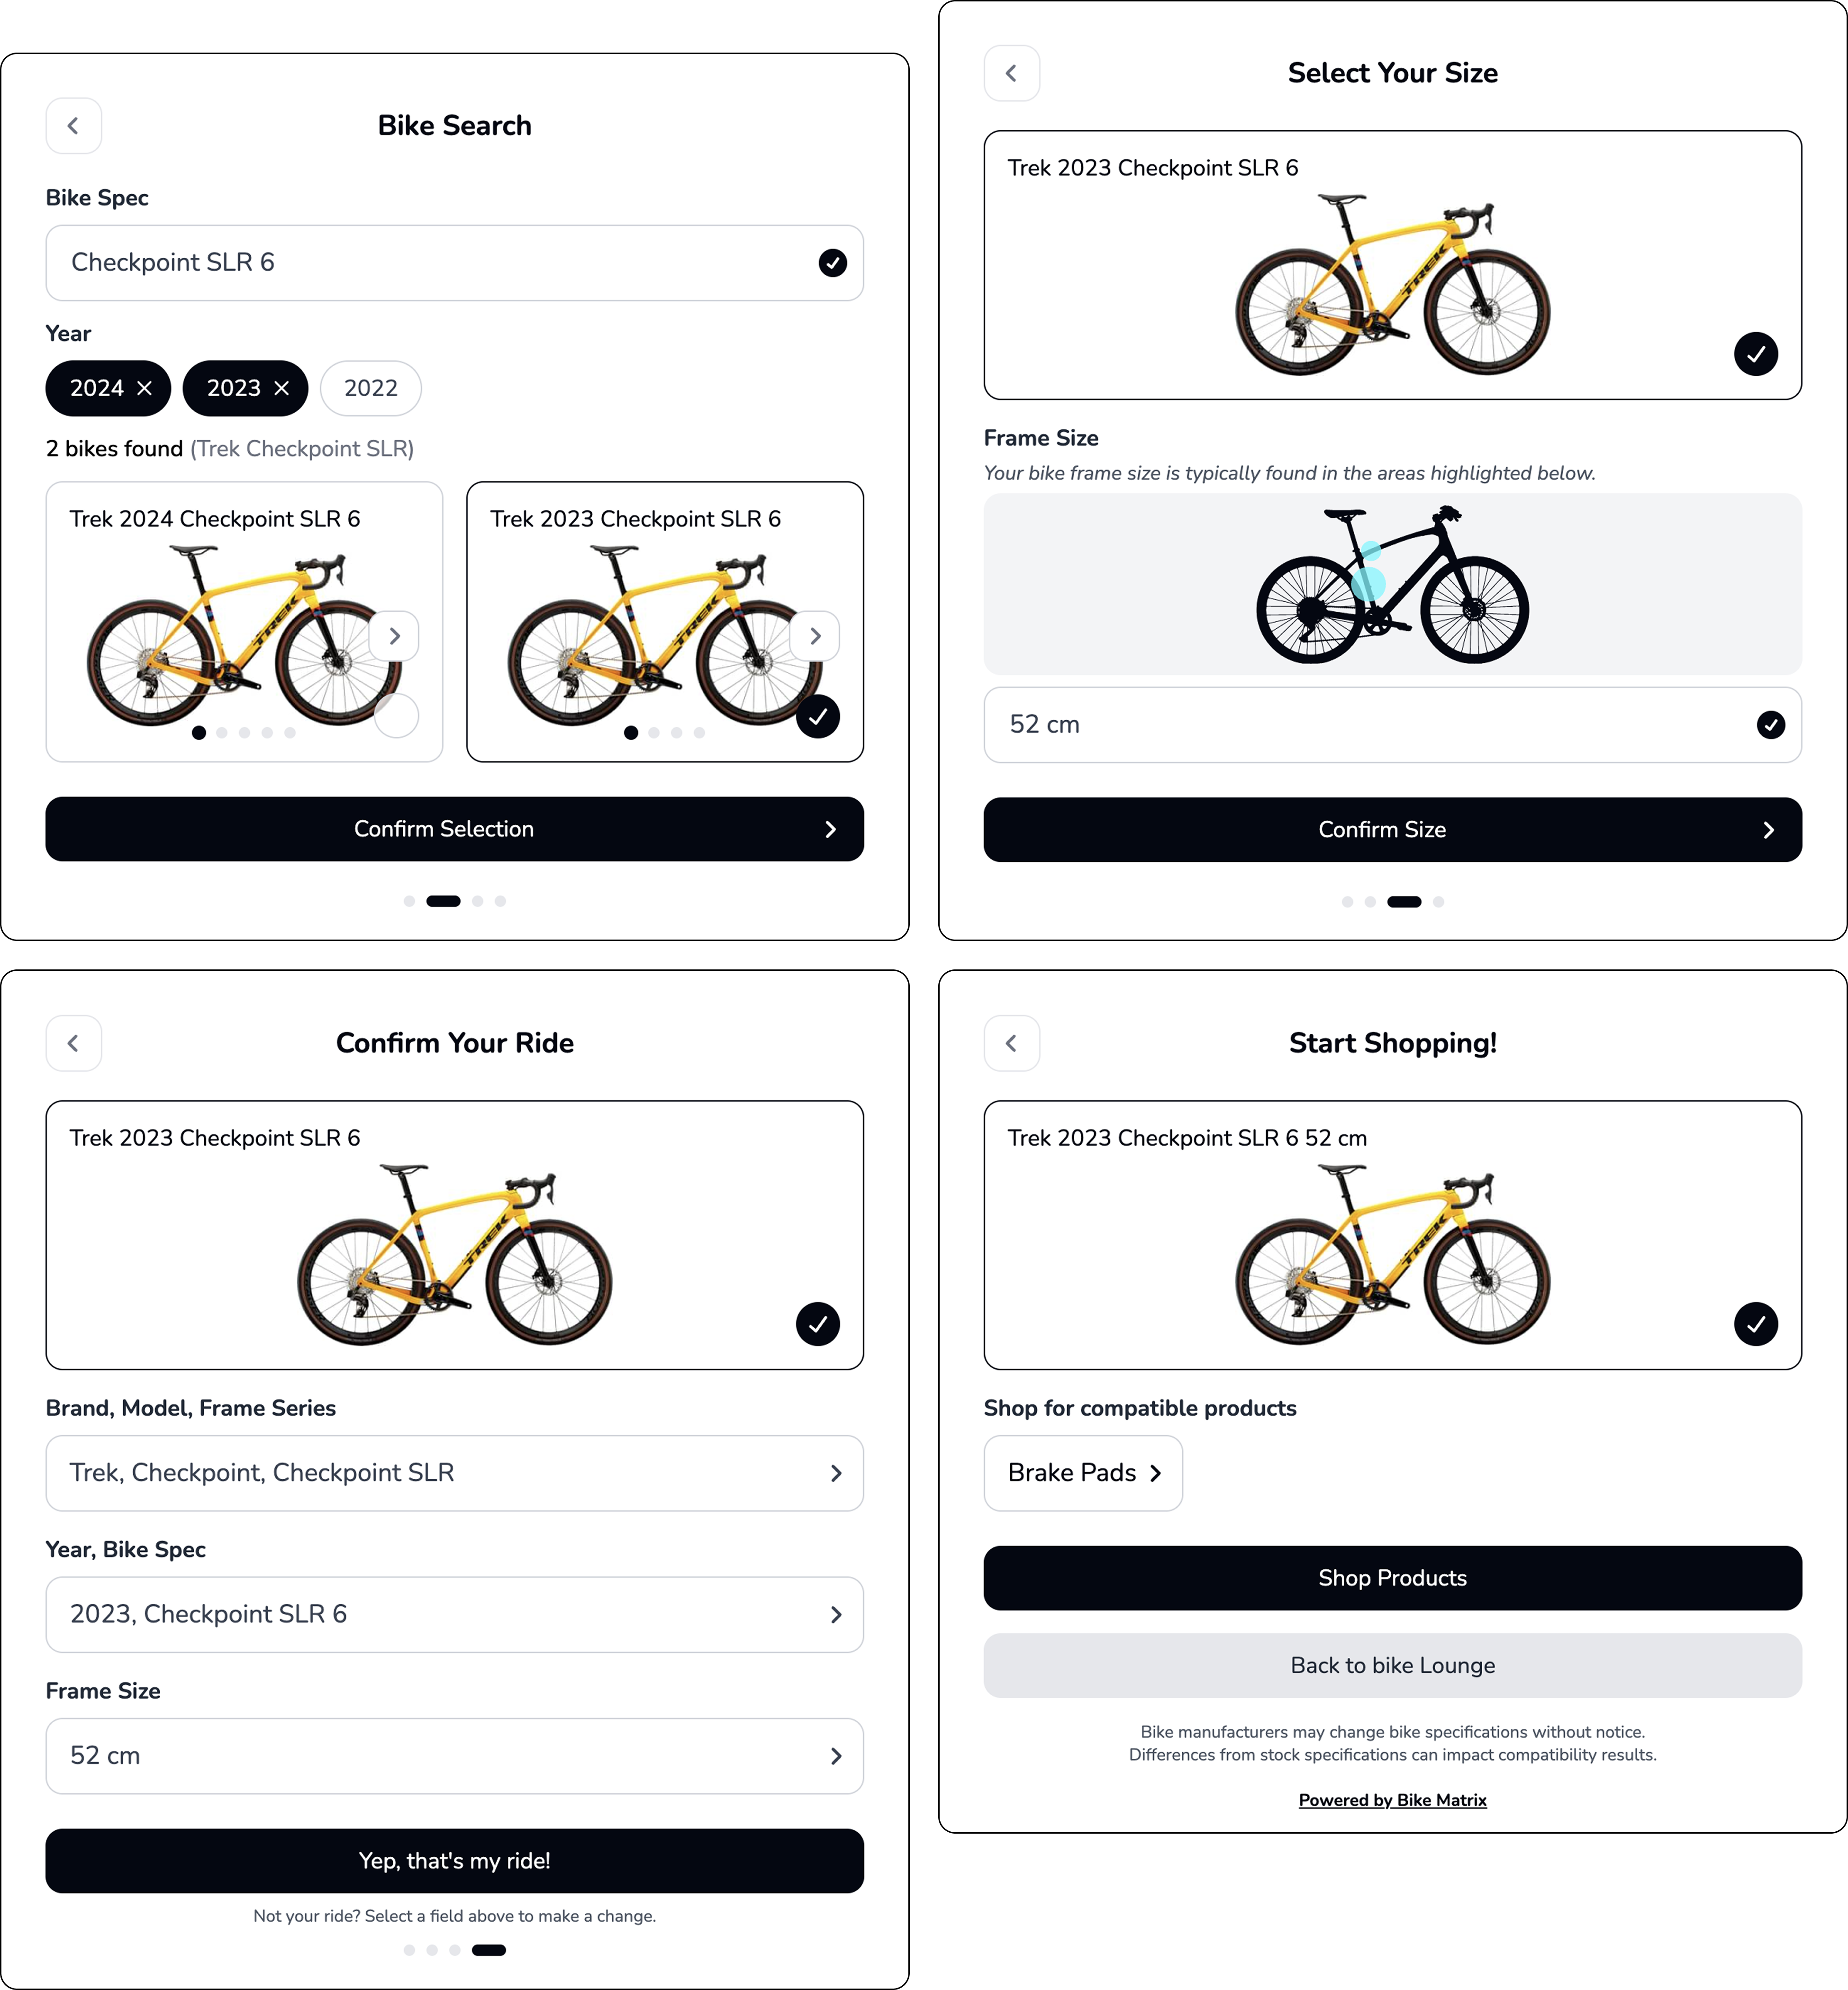 Bike Search
Bike Spec
Checkpoint SLR 6
Year
2024
2023
2022
2 bikes found (Trek Checkpoint SLR)
Trek 2024 Checkpoint SLR 6
TREK
Trek 2023 Checkpoint SLR 6
TREK
Confirm Selection
Select Your Size
Trek 2023 Checkpoint SLR 6
TREK
Frame Size
Your bike frame size is typically found in the areas highlighted below.
52 cm
Confirm Size
Confirm Your Ride
Trek 2023 Checkpoint SLR 6
TREK
Brand, Model, Frame Series
Trek, Checkpoint, Checkpoint SLR
Year, Bike Spec
2023, Checkpoint SLR 6
Frame Size
52 cm
Yep, that's my ride!
Not your ride? Select a field above to make a change.
Start Shopping!
Trek 2023 Checkpoint SLR 6 52 cm
TREK
Shop for compatible products
Brake Pads
Shop Products
Back to bike Lounge
Bike manufacturers may change bike specifications without notice.
Differences from stock specifications can impact compatibility results.
Powered by Bike Matrix